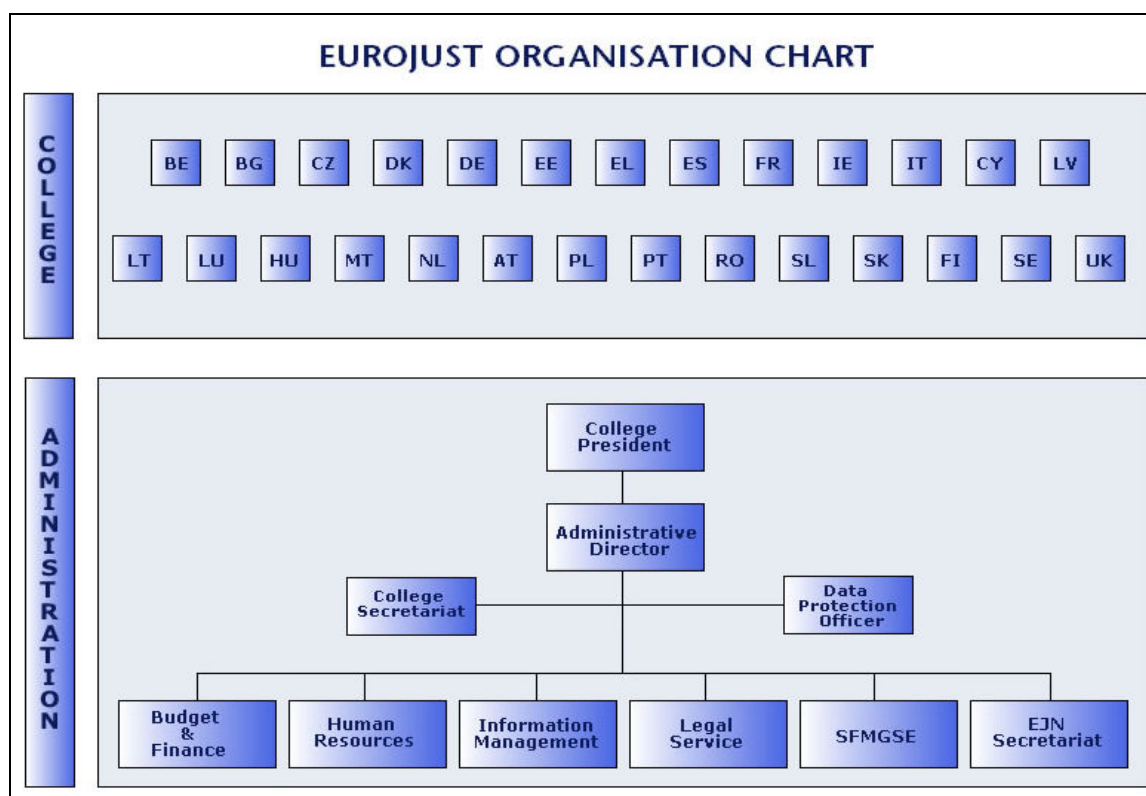 EUROJUST ORGANISATION CHART
COLLEGE
BE BG CZ DK DE EE EL ES FR IE IT CY LV
LT LU HU MT NL AT PL PT RO SL SK FI SE UK
ADMINISTRATION
College
President
Administrative
Director
College
Secretariat
Data
Protection
Officer
Budget
&
Finance
Human
Resources
Information
Management
Legal
Service
SFMGSE
EJN
Secretariat